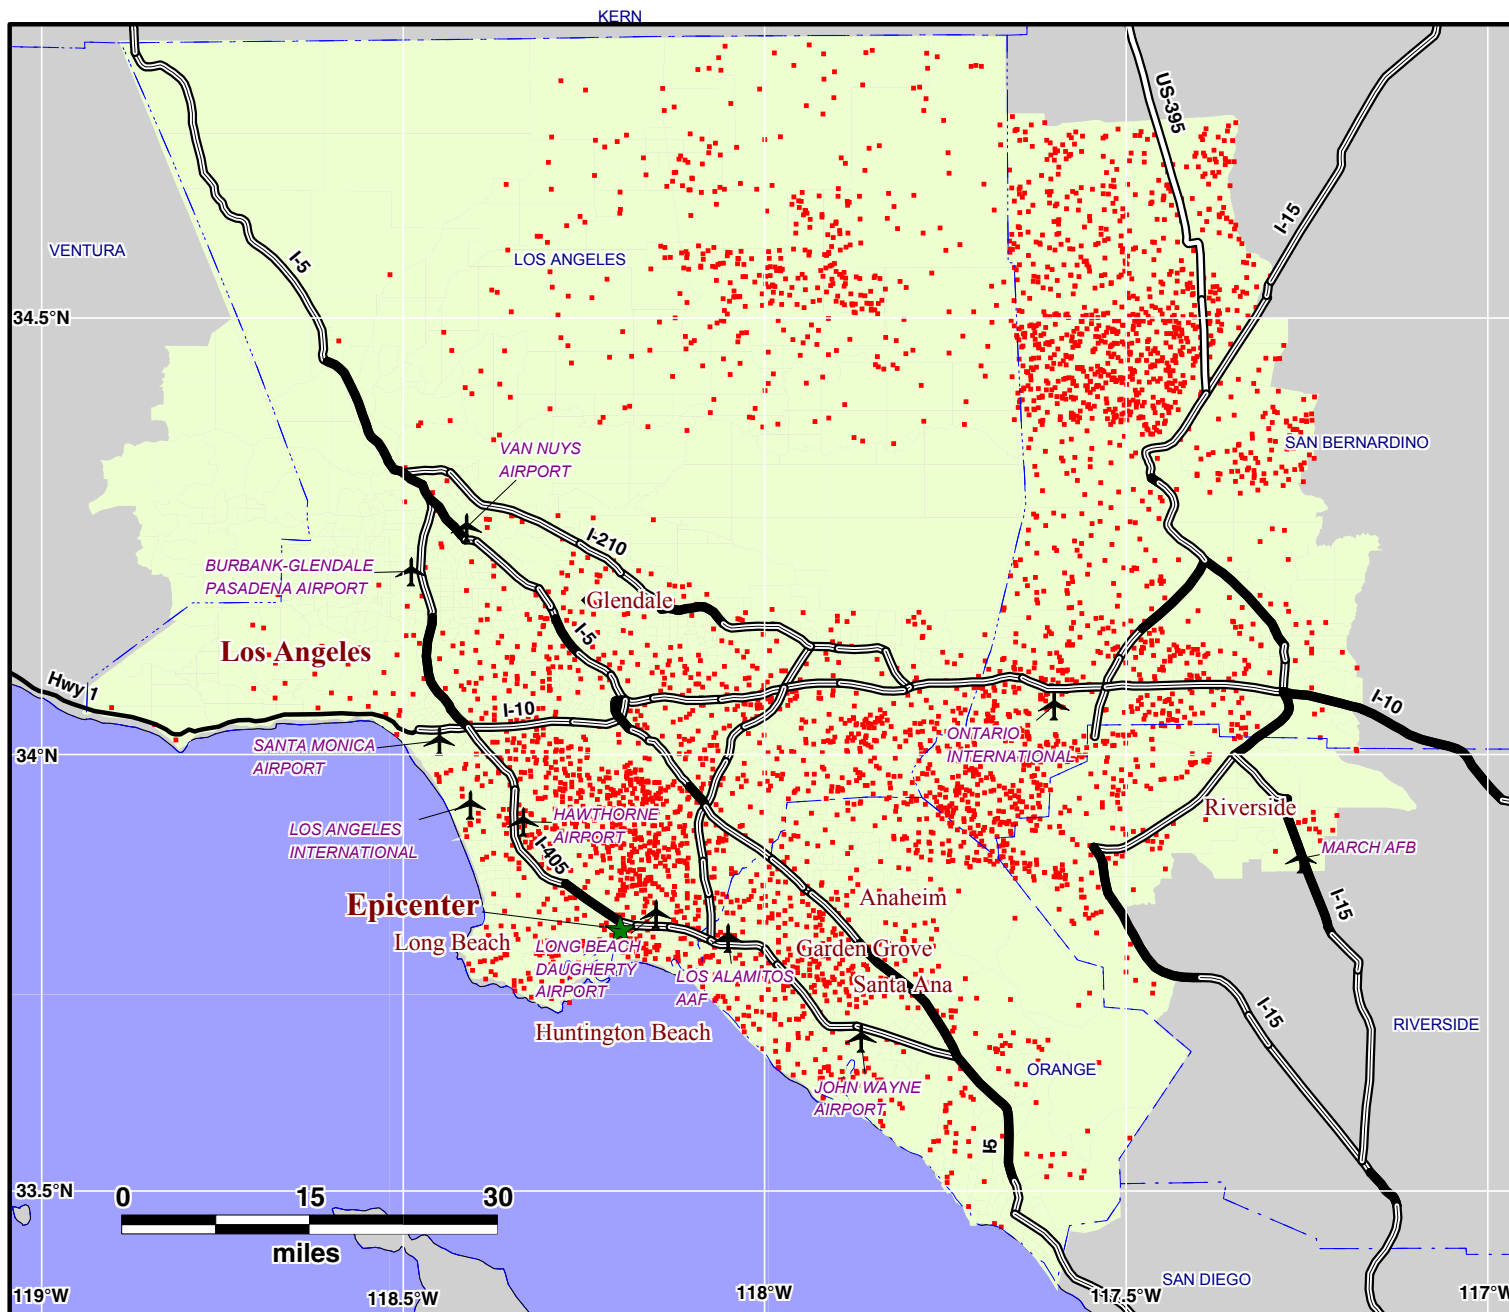 KERN
US-395
I-15
VENTURA
I-5
LOS ANGELES
34.5°N
SAN BERNARDINO
VAN NUYS
AIRPORT
I-210
BURBANK-GLENDALE
PASADENA AIRPORT
Glendale
I-5
Los Angeles
Hwy 1
I-10
I-10
SANTA MONICA
AIRPORT
ONTARIO
INTERNATIONAL
34°N
LOS ANGELES
INTERNATIONAL
HAWTHORNE
AIRPORT
Riverside
I-405
MARCH AFB
Epicenter
Anaheim
I-15
Long Beach
LONG BEACH
DAUGHERTY
AIRPORT
Garden Grove
LOS ALAMITOS
AAF
Santa Ana
Huntington Beach
I-15
RIVERSIDE
ORANGE
JOHN WAYNE
AIRPORT
I5
33.5°N
0 15 30
miles
SAN DIEGO
119°W
118.5°W
118°W
117.5°W
117°W